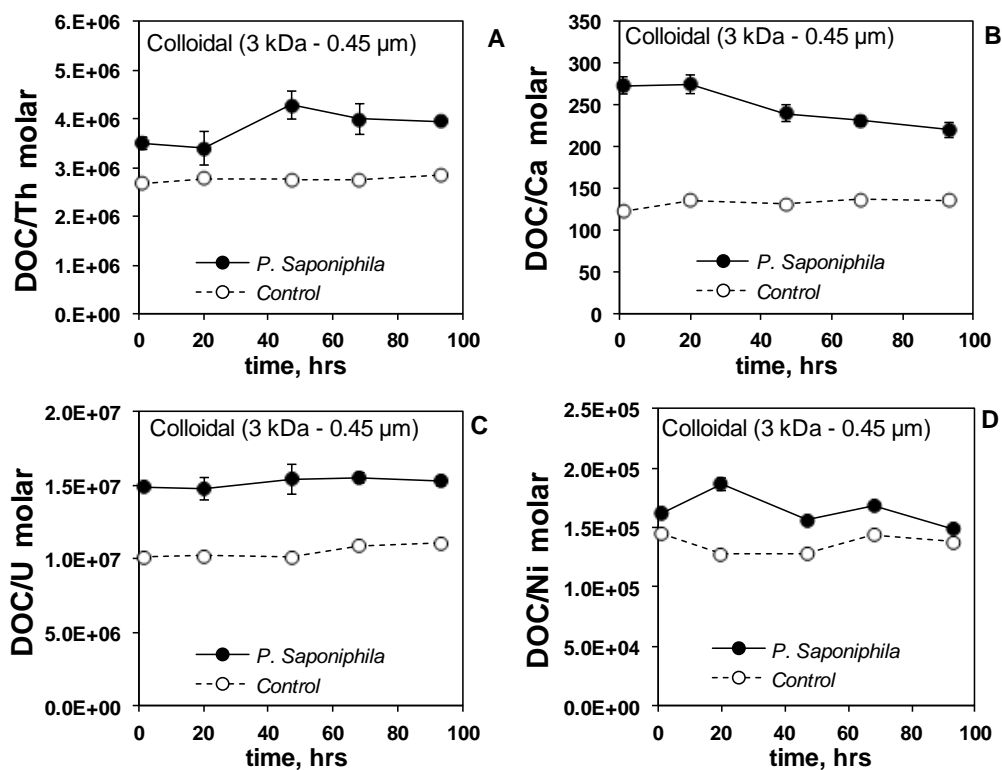 A
Colloidal (3 kDa - 0.45 µm)
DOC/Th molar
6.E+06
5.E+06
4.E+06
3.E+06
2.E+06
1.E+06
0.E+00
P. Saponiphila
Control
0 20 40 60 80 100
time, hrs
B
Colloidal (3 kDa - 0.45 µm)
DOC/Ca molar
350
300
250
200
150
100
50
0
P. Saponiphila
Control
0 20 40 60 80 100
time, hrs
C
Colloidal (3 kDa - 0.45 µm)
DOC/U molar
2.0E+07
1.5E+07
1.0E+07
5.0E+06
0.0E+00
P. Saponiphila
Control
0 20 40 60 80 100
time, hrs
D
Colloidal (3 kDa - 0.45 µm)
DOC/Ni molar
2.5E+05
2.0E+05
1.5E+05
1.0E+05
5.0E+04
0.0E+00
P. Saponiphila
Control
0 20 40 60 80 100
time, hrs